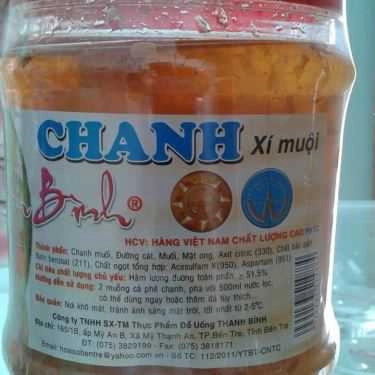 CHANH Xí muội
Bình ®
HCV: HÀNG VIỆT NAM CHẤT LƯỢNG CAO
Thành phần: Chanh muối, Đường cát, Muối, Mật ong, Axit citric (330), Chất bảo quản
Natri benzoat (211), Chất ngọt tổng hợp: Acesulfam K(950), Aspartam (951)
Chỉ tiêu chất lượng chủ yếu: Hàm lượng đường toàn phần. ≥ 51,5%
Hướng dẫn sử dụng: 2 muỗng cà phê chanh, pha với 500ml nước lọc,
có thể dùng ngay hoặc thêm đá tùy thích...
Bảo quản: Nơi khô mát, tránh ánh sáng mặt trời, tốt nhất từ 2-5°C
Công ty TNHH SX-TM Thực Phẩm Đồ Uống THANH BÌNH
Địa chỉ: ấp Mỹ An B, Xã Mỹ Thạnh An, TP.Bến Tre, Tỉnh Bến Tre
ĐT: (075) 3829199 - Fax: (075) 3818171
Email: @yahoo.com.vn - Số TC: 112/2011/YTBT-CNTC